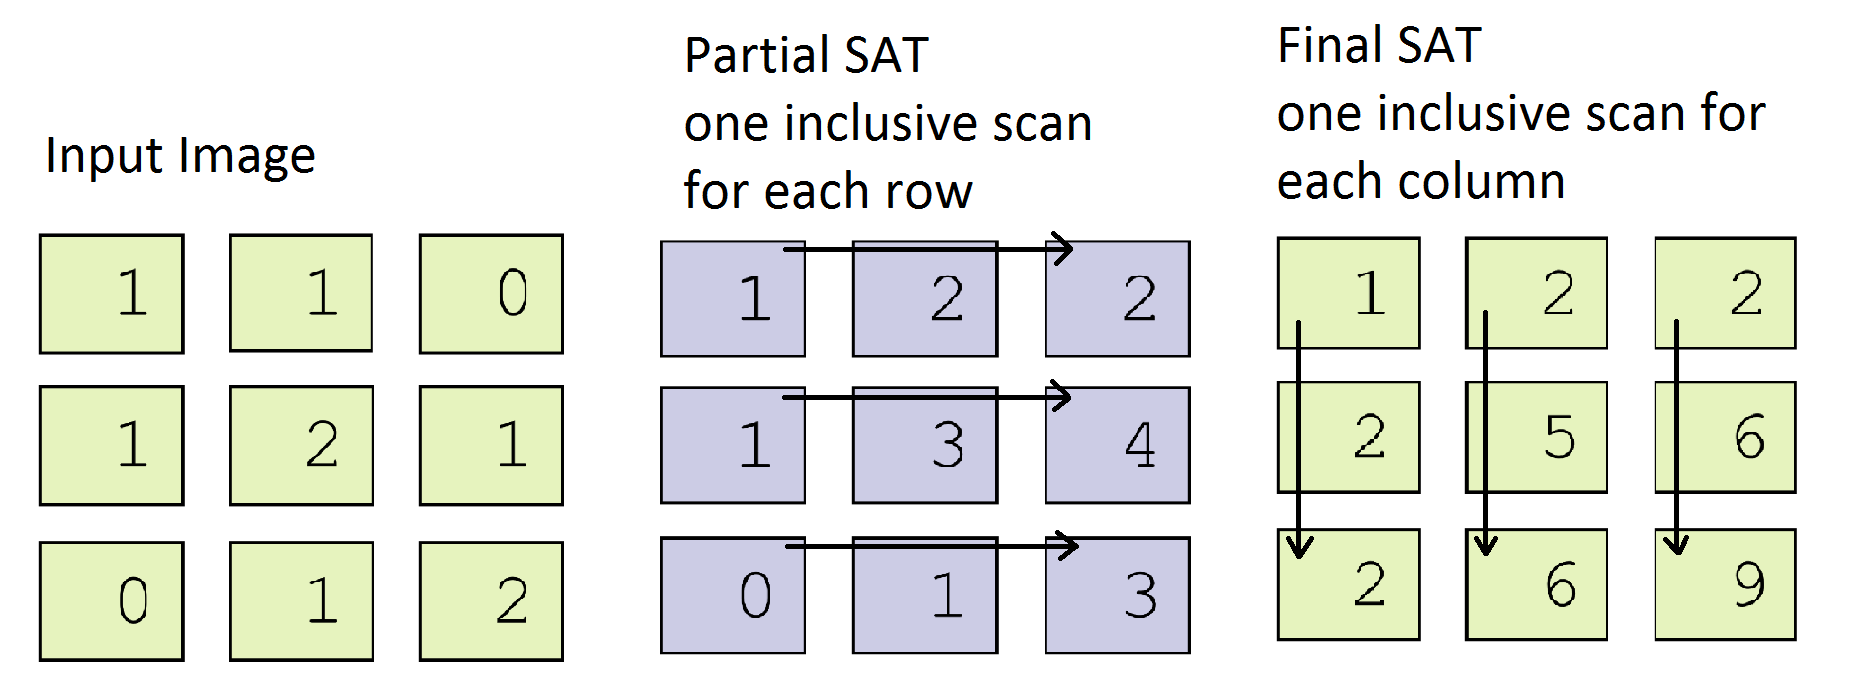 Input Image
1 1 0
1 2 1
0 1 2
Partial SAT
one inclusive scan
for each row
1 2 2
1 3 4
0 1 3
Final SAT
one inclusive scan for
each column
1 2 2
2 5 6
2 6 9